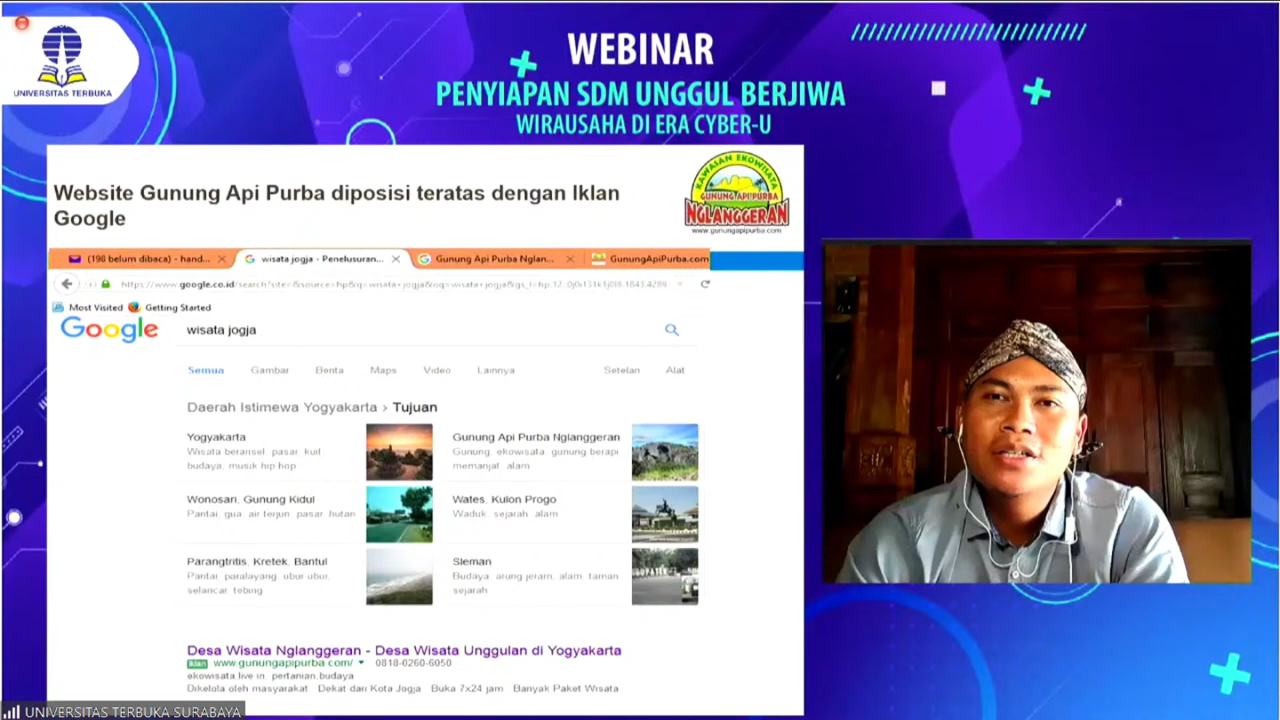 UNIVERSITAS TERBUKA
WEBINAR
PENYIAPAN SDM UNGGUL BERJIWA
WIRAUSAHA DI ERA CYBER-U
Website Gunung Api Purba diposisi teratas dengan Iklan
Google
KAWASAN EKOWISATA
GUNUNG API PURBA
NGLANGGERAN
www.gunungapipurba.com
(198 belum dibaca) - hand...
wisata jogja - Penelusuran...
Gunung Api Purba Nglan...
GunungApiPurba.com
Most Visited Getting Started
Google
wisata jogja
Semua Gambar Berita Maps Video Lainnya Setelan Alat
Daerah Istimewa Yogyakarta > Tujuan
Yogyakarta
Wisata beransel, pasar, kuil,
budaya, musik hip hop
Gunung Api Purba Nglanggeran
Gunung, ekowisata, gunung berapi,
memanjat, alam
Wonosari, Gunung Kidul
Pantai, gua, air terjun, pasar, hutan
Wates, Kulon Progo
Waduk, sejarah, alam
Parangtritis, Kretek, Bantul
Pantai, paralayang, ubur-ubur,
selancar, tebing
Sleman
Budaya, arung jeram, alam, taman,
sejarah
Desa Wisata Nglanggeran - Desa Wisata Unggulan di Yogyakarta
Iklan www.gunungapipurba.com/ 0818-0260-6050
ekowisata,live in, pertanian,budaya
Dikelola oleh masyarakat Dekat dari Kota Jogja Buka 7x24 jam Banyak Paket Wisata
UNIVERSITAS TERBUKA SURABAYA